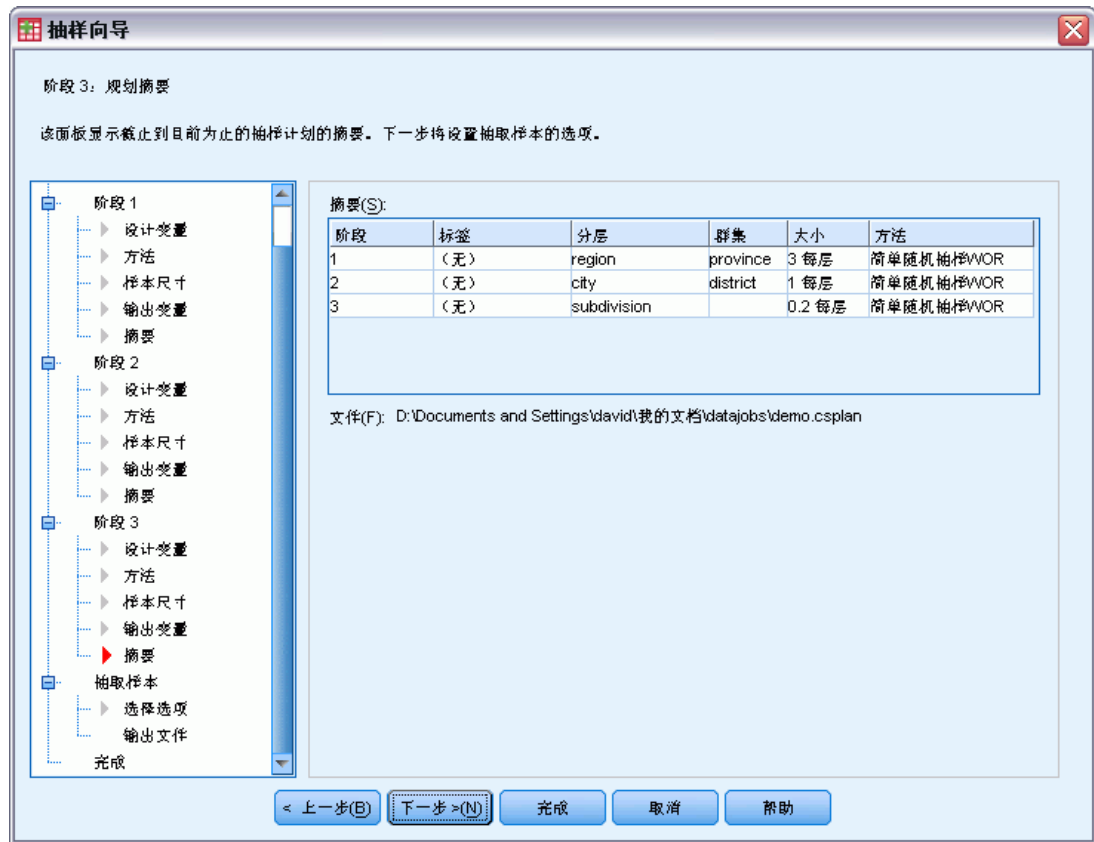 抽样向导
阶段 3：规划摘要
该面板显示截止到目前为止的抽样计划的摘要。下一步将设置抽取样本的选项。
阶段 1
设计变量
方法
样本尺寸
输出变量
摘要
阶段 2
设计变量
方法
样本尺寸
输出变量
摘要
阶段 3
设计变量
方法
样本尺寸
输出变量
摘要
抽取样本
选择选项
输出文件
完成
摘要(S):
阶段 标签 分层 群集 大小 方法
1 （无） region province 3 每层 简单随机抽样WOR
2 （无） city district 1 每层 简单随机抽样WOR
3 （无） subdivision 0.2 每层 简单随机抽样WOR
文件(F): D:\Documents and Settings\david\我的文档\datajobs\demo.csplan
< 上一步(B) 下一步 >(N) 完成 取消 帮助